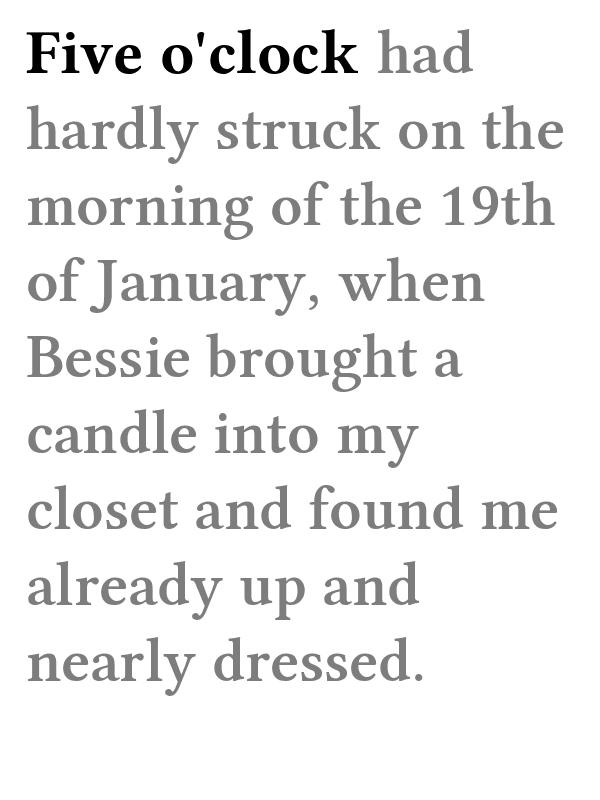 Five o'clock had
hardly struck on the
morning of the 19th
of January, when
Bessie brought a
candle into my
closet and found me
already up and
nearly dressed.